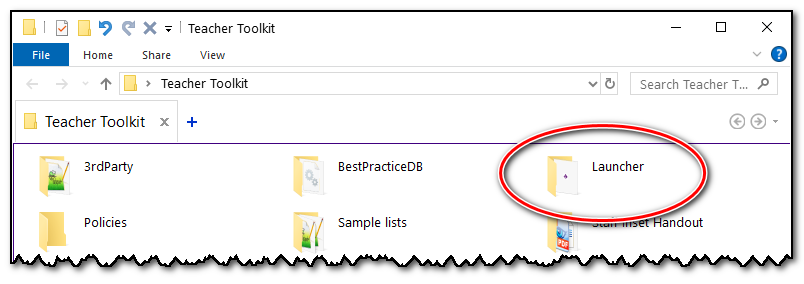 Teacher Toolkit
File Home Share View
Teacher Toolkit Search Teacher T...
Teacher Toolkit
3rdParty BestPracticeDB Launcher
Policies Sample lists Staff Inset Handout
PDF